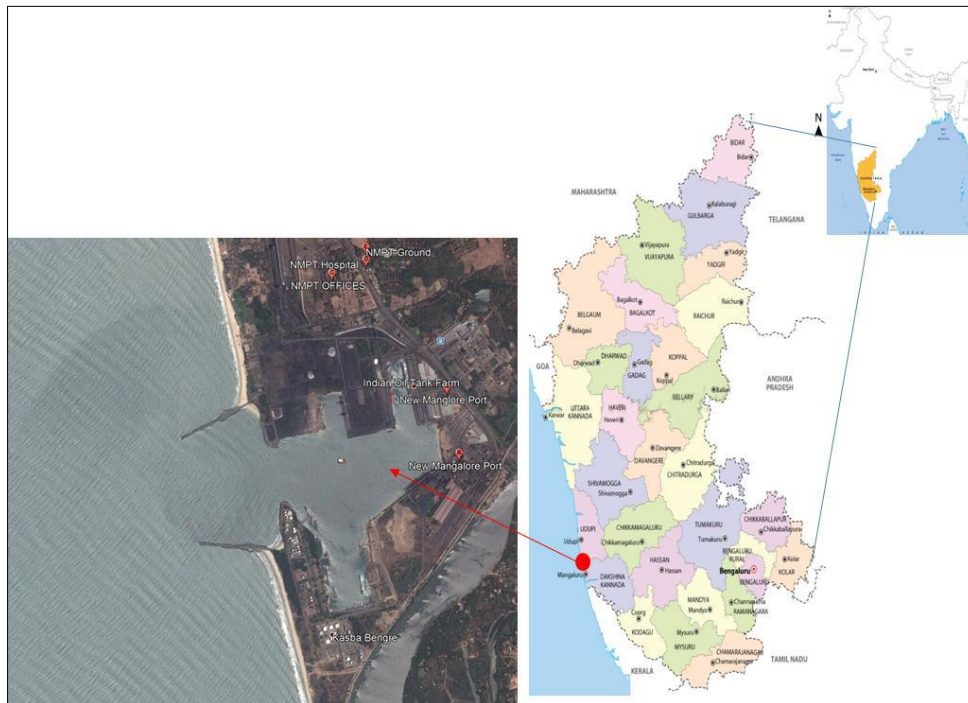 NMPT Ground
NMPT Hospital
NMPT OFFICES
Indian Oil Tank Farm
New Manglore Port
New Mangalore Port
Kasba Bengre
N
MAHARASHTRA
TELANGANA
GOA
ANDHRA
PRADESH
KERALA
TAMIL NADU
BIDAR
Bidar
Kalaburagi
GULBARGA
Vijayapura
VIJAYAPURA
Yadgir
YADGIR
Bagalkot
BAGALKOT
Raichur
RAICHUR
BELGAUM
Belagavi
DHARWAD
Dharwad
Gadag
GADAG
KOPPAL
Koppal
Ballari
BELLARY
UTTARA
KANNADA
Karwar
HAVERI
Haveri
Davangere
DAVANGERE
Chitradurga
CHITRADURGA
SHIVAMOGGA
Shivamogga
UDUPI
Udupi
CHIKKAMAGALURU
Chikkamagaluru
TUMAKURU
Tumakuru
CHIKKABALLAPUR
Chikkaballapura
BENGALURU
RURAL
Bengaluru
BENGALURU
Kolar
KOLAR
Mangaluru
DAKSHINA
KANNADA
HASSAN
Hassan
MANDYA
Mandya
RAMANAGARA
Coorg
KODAGU
Mysuru
MYSURU
CHAMARAJANAGAR
Chamarajanagar